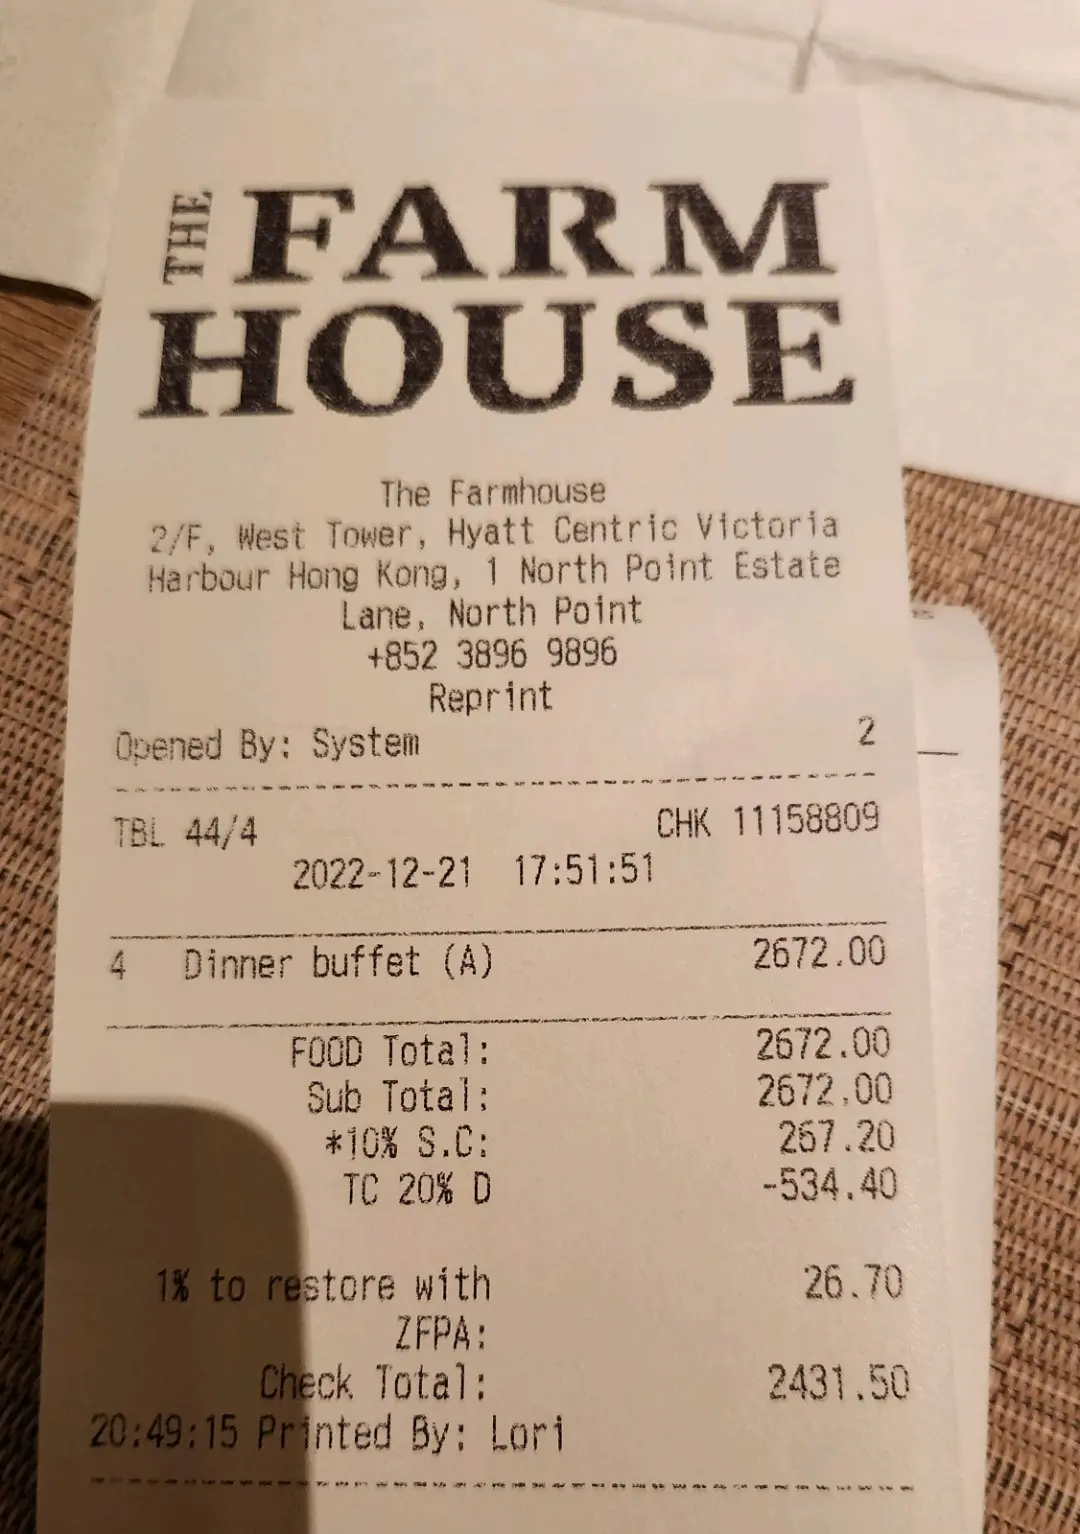 THE FARM
HOUSE
The Farmhouse
2/F, West Tower, Hyatt Centric Victoria
Harbour Hong Kong, 1 North Point Estate
Lane, North Point
+852 3896 9896
Reprint
Opened By: System 2
TBL 44/4 CHK 11158809
2022-12-21 17:51:51
4 Dinner buffet (A) 2672.00
FOOD Total: 2672.00
Sub Total: 2672.00
*10% S.C: 267.20
TC 20% D -534.40
1% to restore with 26.70
ZFPA:
Check Total: 2431.50
20:49:15 Printed By: Lori